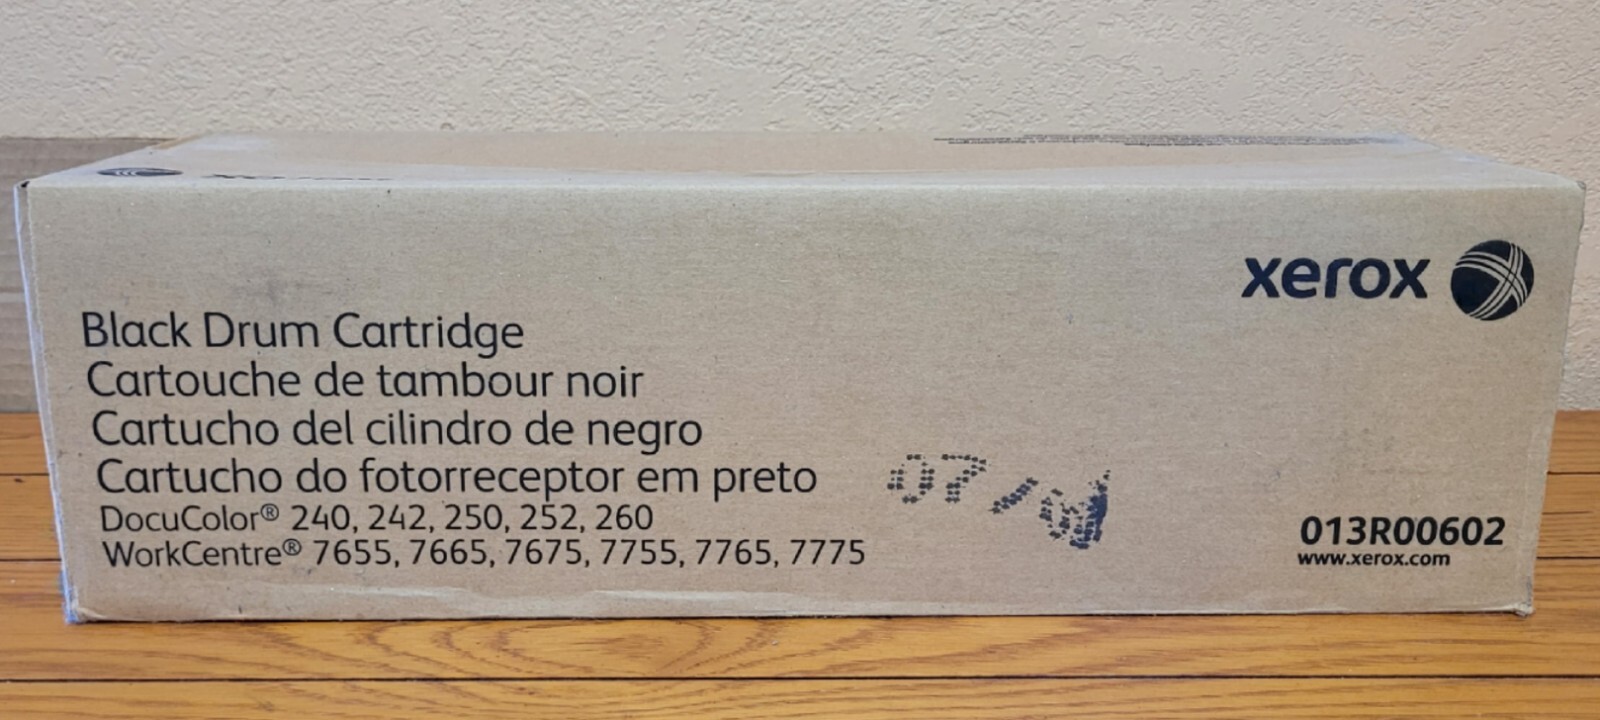 xerox
Black Drum Cartridge
Cartouche de tambour noir
Cartucho del cilindro de negro
Cartucho do fotorreceptor em preto
DocuColor® 240, 242, 250, 252, 260
WorkCentre® 7655, 7665, 7675, 7755, 7765, 7775
013R00602
www.xerox.com